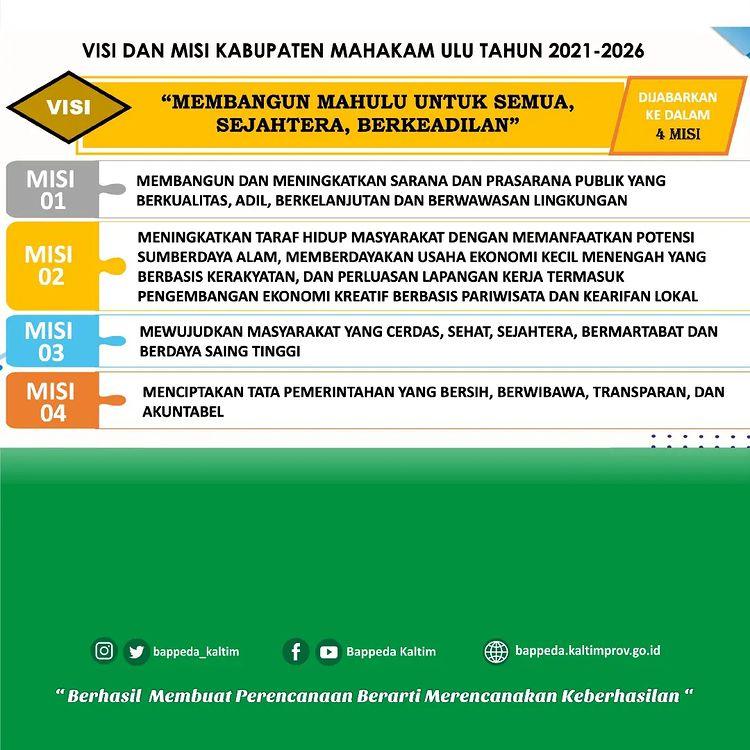 VISI DAN MISI KABUPATEN MAHAKAM ULU TAHUN 2021-2026
VISI
“MEMBANGUN MAHULU UNTUK SEMUA,
SEJAHTERA, BERKEADILAN”
DIJABARKAN
KE DALAM
4 MISI
MISI
01
MEMBANGUN DAN MENINGKATKAN SARANA DAN PRASARANA PUBLIK YANG
BERKUALITAS, ADIL, BERKELANJUTAN DAN BERWAWASAN LINGKUNGAN
MISI
02
MENINGKATKAN TARAF HIDUP MASYARAKAT DENGAN MEMANFAATKAN POTENSI
SUMBERDAYA ALAM, MEMBERDAYAKAN USAHA EKONOMI KECIL MENENGAH YANG
BERBASIS KERAKYATAN, DAN PERLUASAN LAPANGAN KERJA TERMASUK
PENGEMBANGAN EKONOMI KREATIF BERBASIS PARIWISATA DAN KEARIFAN LOKAL
MISI
03
MEWUJUDKAN MASYARAKAT YANG CERDAS, SEHAT, SEJAHTERA, BERMARTABAT DAN
BERDAYA SAING TINGGI
MISI
04
MENCIPTAKAN TATA PEMERINTAHAN YANG BERSIH, BERWIBAWA, TRANSPARAN, DAN
AKUNTABEL
bappeda_kaltim
Bappeda Kaltim
bappeda.kaltimprov.go.id
“ Berhasil Membuat Perencanaan Berarti Merencanakan Keberhasilan “